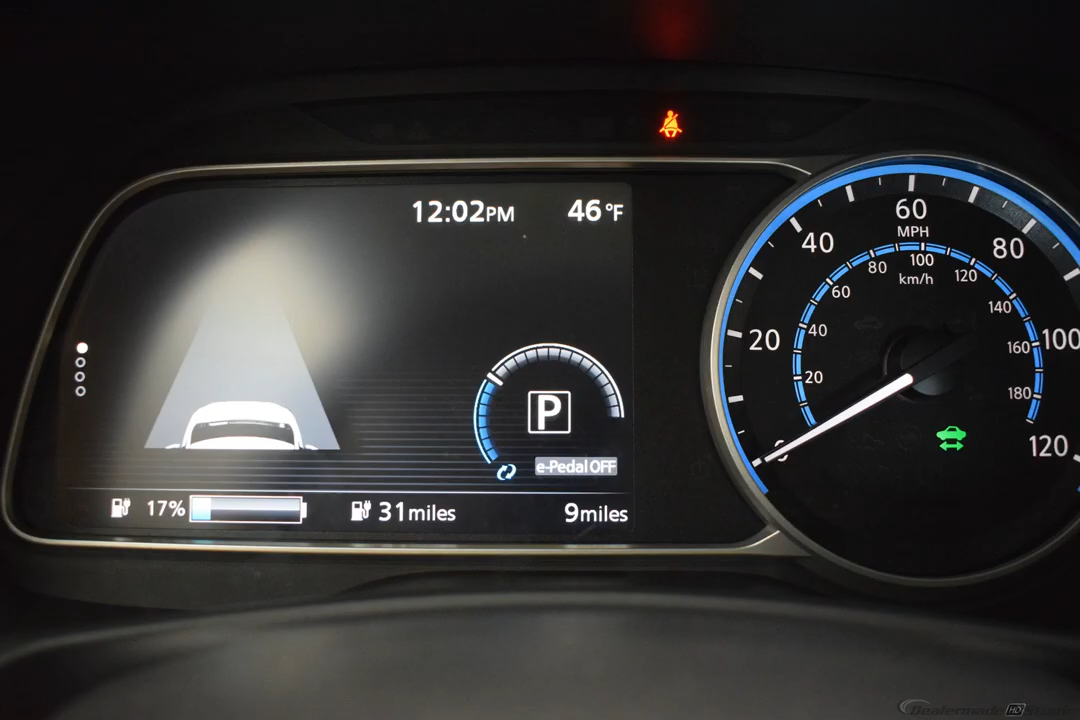 12:02PM 46°F
P
e-Pedal OFF
17% 31miles 9miles
0 20 40 60 80 100 120
MPH
20 40 60 80 100 120 140 160 180
km/h